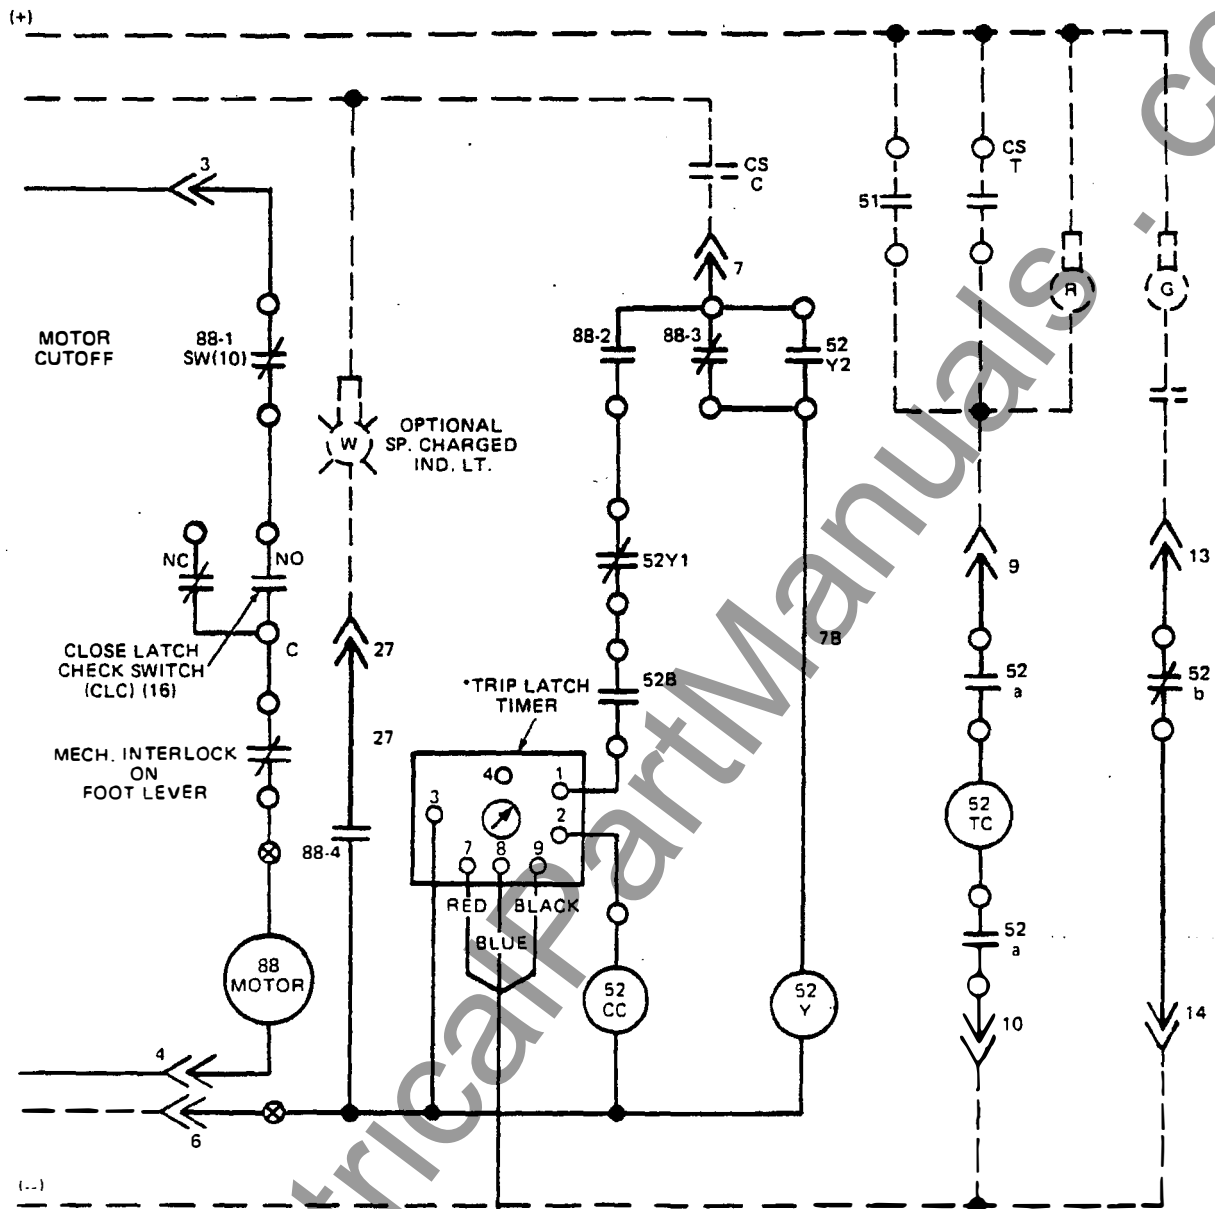 (+)
3
CS
C
CS
T
51
7
MOTOR
CUTOFF
88-1
SW(10)
88-2
88-3
52
Y2
R
G
W
OPTIONAL
SP. CHARGED
IND. LT.
NC
NO
52Y1
9
13
CLOSE LATCH
CHECK SWITCH
(CLC) (16)
C
27
7B
52
a
52
b
*TRIP LATCH
TIMER
52B
27
MECH. INTERLOCK
ON
FOOT LEVER
4
1
3
2
7
8
9
88-4
52
TC
RED
BLACK
BLUE
52
a
88
MOTOR
52
CC
52
Y
10
14
4
6
(--)
tricalPartManuals . co